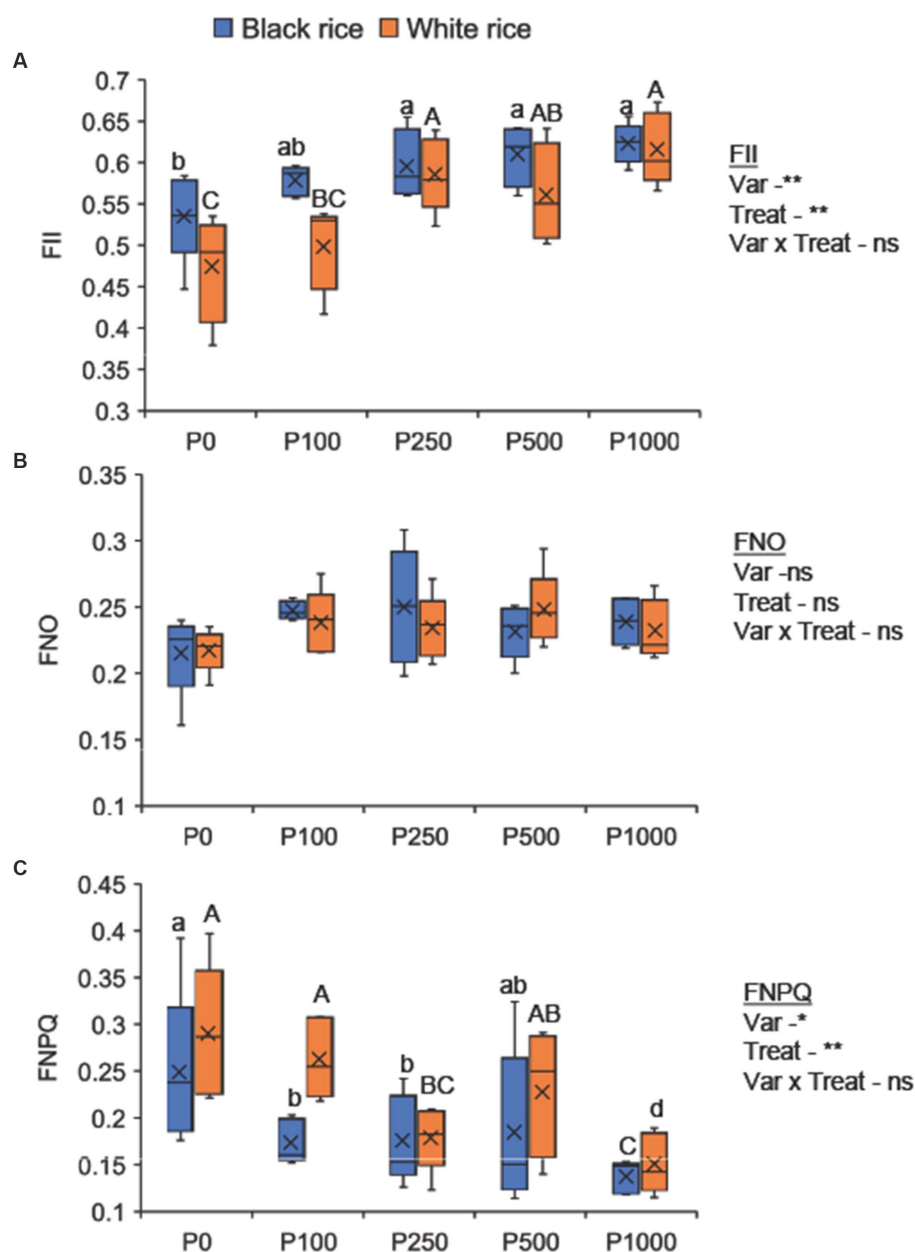 Black rice White rice
A
0.7
0.65
0.6
0.55
0.5
0.45
0.4
0.35
0.3
FII
b C ab BC a A a AB a A
P0 P100 P250 P500 P1000
FII
Var -**
Treat - **
Var x Treat - ns
B
0.35
0.3
0.25
0.2
0.15
0.1
FNO
P0 P100 P250 P500 P1000
FNO
Var -ns
Treat - ns
Var x Treat - ns
C
0.45
0.4
0.35
0.3
0.25
0.2
0.15
0.1
FNPQ
a A b A b BC ab AB C d
P0 P100 P250 P500 P1000
FNPQ
Var -*
Treat - **
Var x Treat - ns